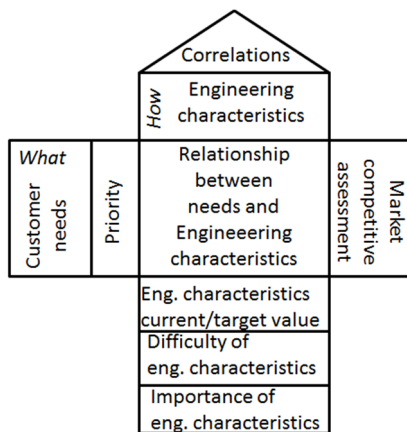 Correlations
How
Engineering
characteristics
What
Customer
needs
Priority
Relationship
between
needs and
Engineeering
characteristics
Market
competitive
assessment
Eng. characteristics
current/target value
Difficulty of
eng. characteristics
Importance of
eng. characteristics